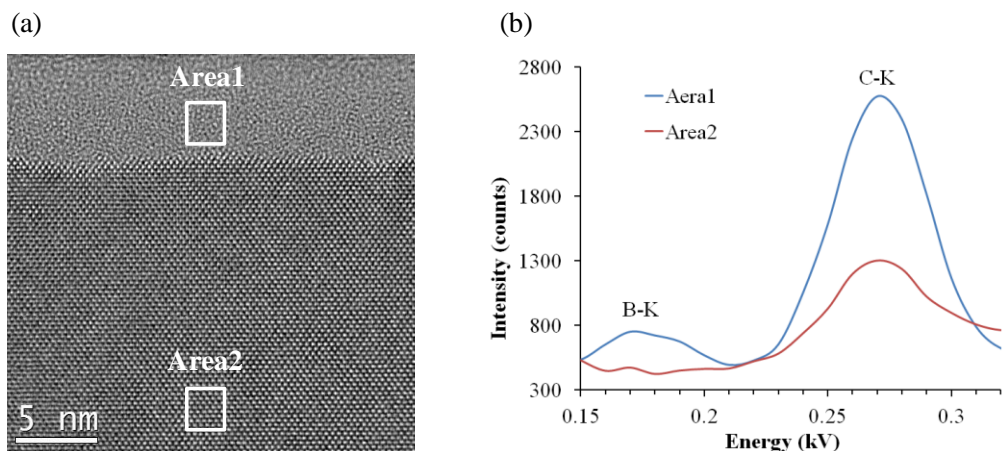 (a)
(b)
Area1
Area2
5 nm
2800
2300
1800
1300
800
300
Intensity (counts)
C-K
Aera1
Area2
B-K
0.15
0.2
0.25
0.3
Energy (kV)